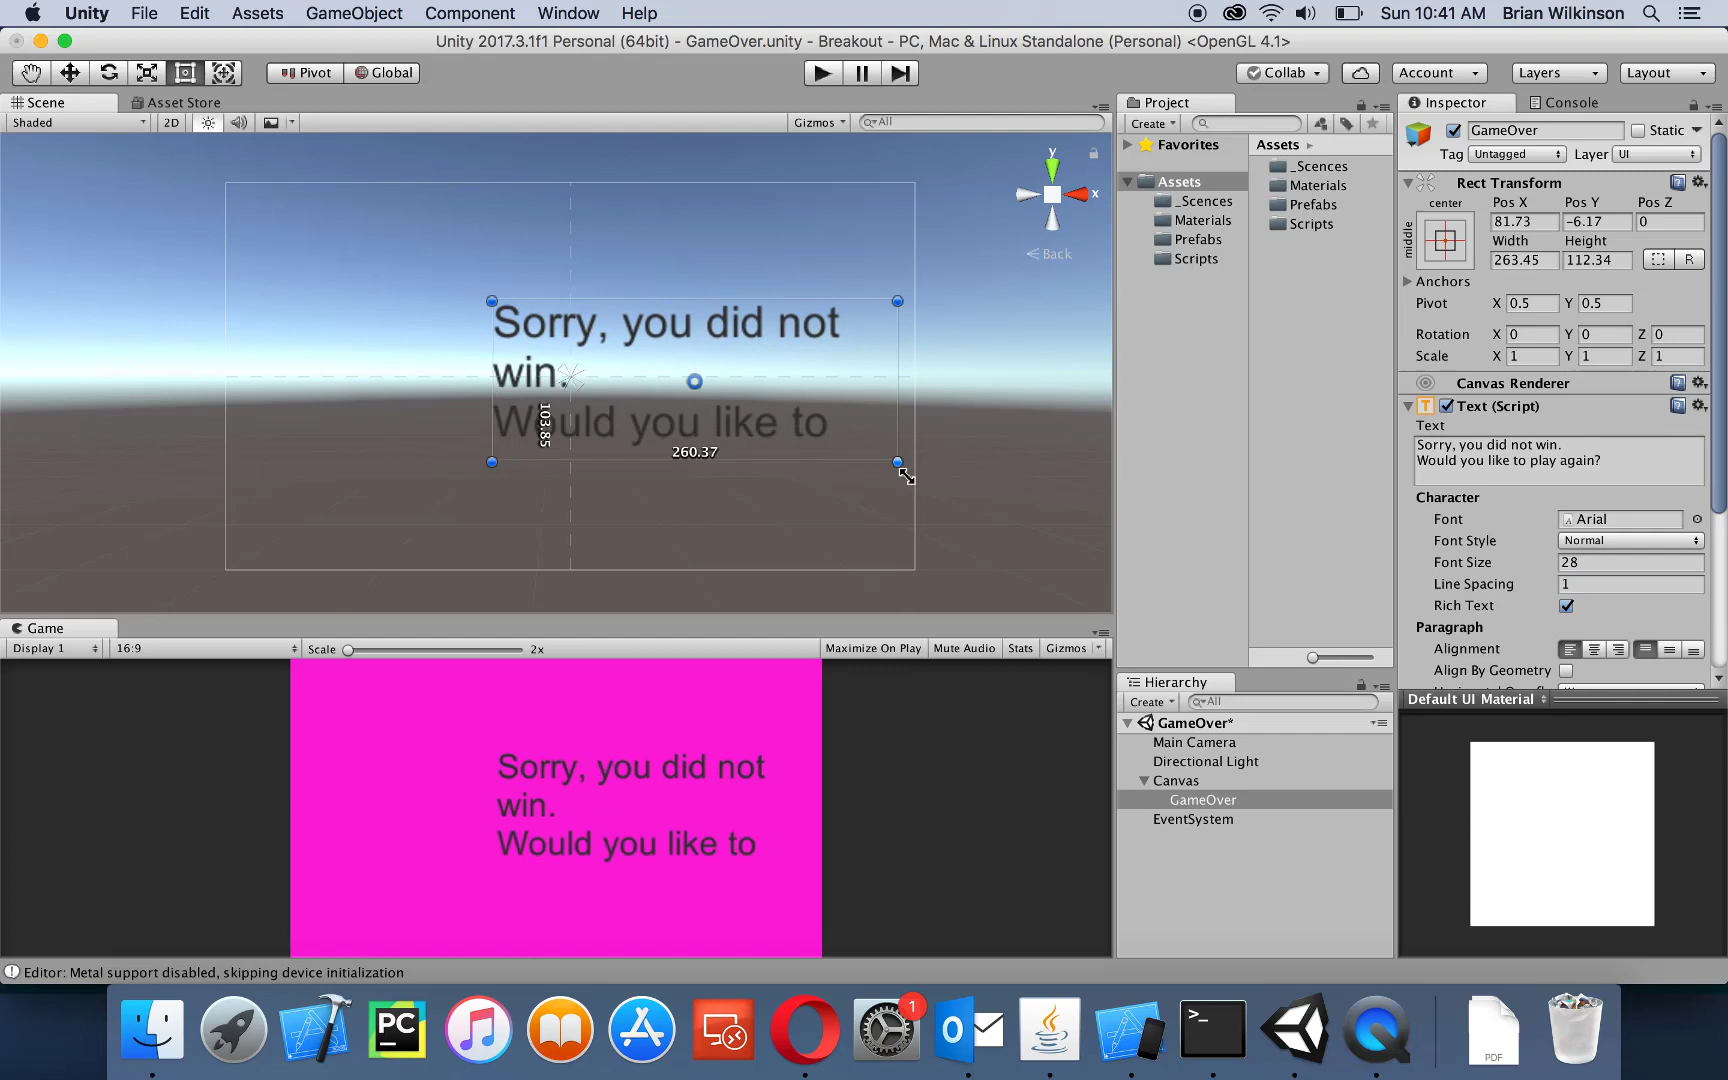 Unity File Edit Assets GameObject Component Window Help Sun 10:41 AM Brian Wilkinson
Unity 2017.3.1f1 Personal (64bit) - GameOver.unity - Breakout - PC, Mac & Linux Standalone (Personal) <OpenGL 4.1>
Pivot Global Collab Account Layers Layout
Scene Asset Store
Shaded 2D Gizmos All
y
x
Back
Sorry, you did not
win.
Would you like to
103.85
260.37
Game
Display 1 16:9 Scale 2x Maximize On Play Mute Audio Stats Gizmos
Sorry, you did not
win.
Would you like to
Editor: Metal support disabled, skipping device initialization
Project
Create
Favorites
Assets
_Scences
Materials
Prefabs
Scripts
Assets
_Scences
Materials
Prefabs
Scripts
Hierarchy
Create All
GameOver*
Main Camera
Directional Light
Canvas
GameOver
EventSystem
Inspector Console
GameOver Static
Tag Untagged Layer UI
Rect Transform
center Pos X Pos Y Pos Z
middle 81.73 -6.17 0
Width Height
263.45 112.34 R
Anchors
Pivot X 0.5 Y 0.5
Rotation X 0 Y 0 Z 0
Scale X 1 Y 1 Z 1
Canvas Renderer
T Text (Script)
Text
Sorry, you did not win.
Would you like to play again?
Character
Font Arial
Font Style Normal
Font Size 28
Line Spacing 1
Rich Text
Paragraph
Alignment
Align By Geometry
Default UI Material
PC 1 >_ PDF